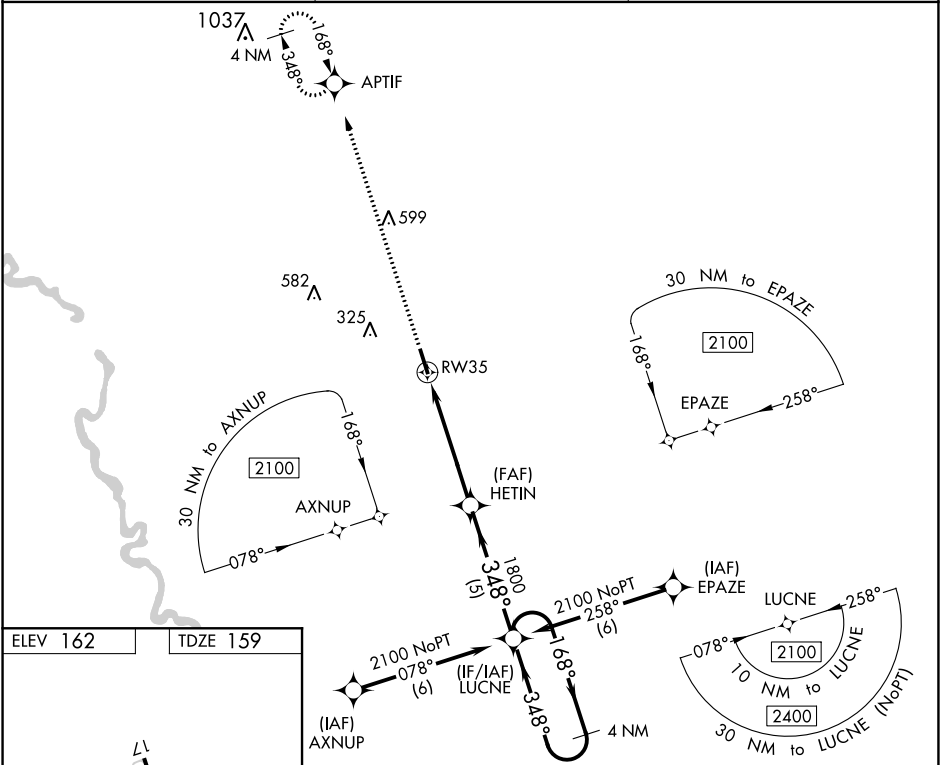 1037
4 NM
168°
348°
APTIF
599
582
325
RW35
30 NM to EPAZE
2100
168°
EPAZE
258°
30 NM to AXNUP
2100
168°
AXNUP
078°
(FAF)
HETIN
1800
348°
(5)
(IAF)
EPAZE
2100 NoPT
258°
(6)
2100 NoPT
078°
(6)
(IF/IAF)
LUCNE
168°
348°
4 NM
(IAF)
AXNUP
LUCNE
258°
078°
2100
10 NM to LUCNE
2400
30 NM to LUCNE (NoPT)
ELEV 162
TDZE 159
17